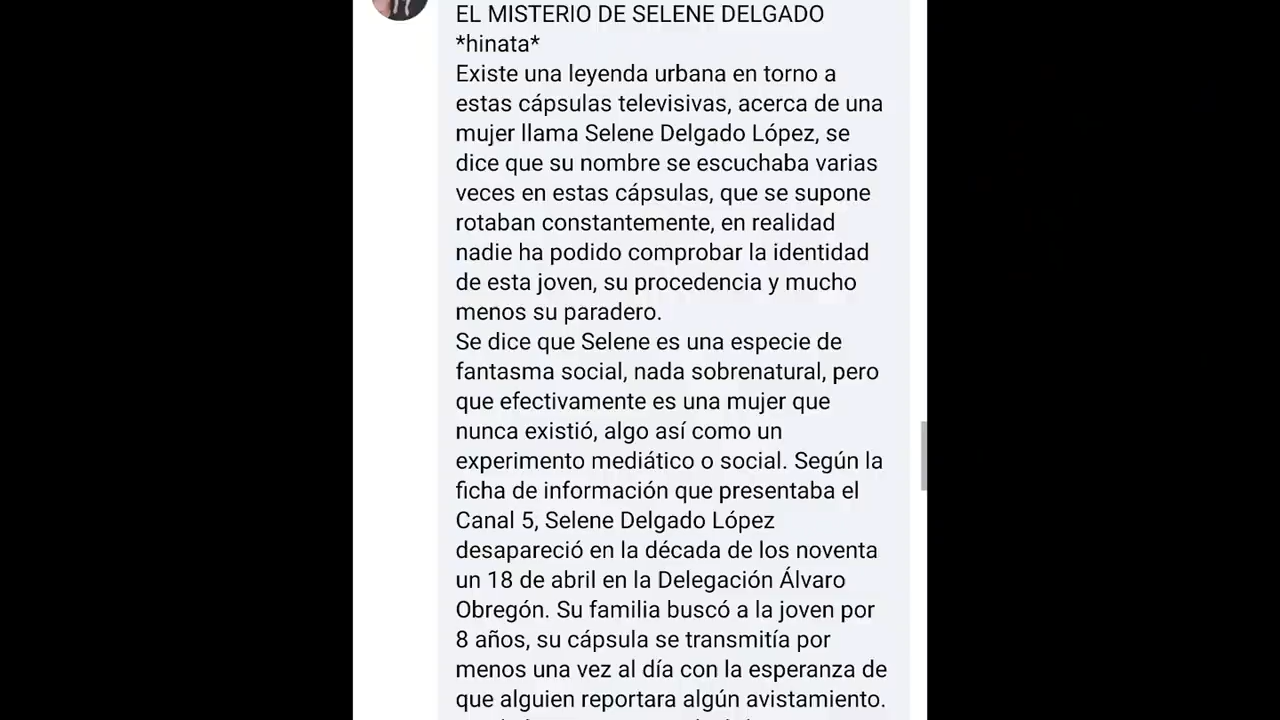 EL MISTERIO DE SELENE DELGADO
*hinata*
Existe una leyenda urbana en torno a
estas cápsulas televisivas, acerca de una
mujer llama Selene Delgado López, se
dice que su nombre se escuchaba varias
veces en estas cápsulas, que se supone
rotaban constantemente, en realidad
nadie ha podido comprobar la identidad
de esta joven, su procedencia y mucho
menos su paradero.
Se dice que Selene es una especie de
fantasma social, nada sobrenatural, pero
que efectivamente es una mujer que
nunca existió, algo así como un
experimento mediático o social. Según la
ficha de información que presentaba el
Canal 5, Selene Delgado López
desapareció en la década de los noventa
un 18 de abril en la Delegación Álvaro
Obregón. Su familia buscó a la joven por
8 años, su cápsula se transmitía por
menos una vez al día con la esperanza de
que alguien reportara algún avistamiento.